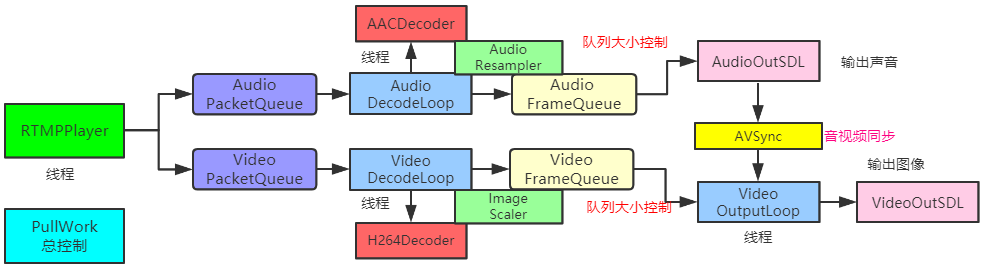 AACDecoder
线程
Audio
Resampler
队列大小控制
AudioOutSDL
输出声音
Audio
PacketQueue
Audio
DecodeLoop
Audio
FrameQueue
RTMPPlayer
线程
AVSync
音视频同步
Video
PacketQueue
Video
DecodeLoop
Video
FrameQueue
输出图像
线程
Image
Scaler
队列大小控制
Video
OutputLoop
VideoOutSDL
线程
H264Decoder
PullWork
总控制